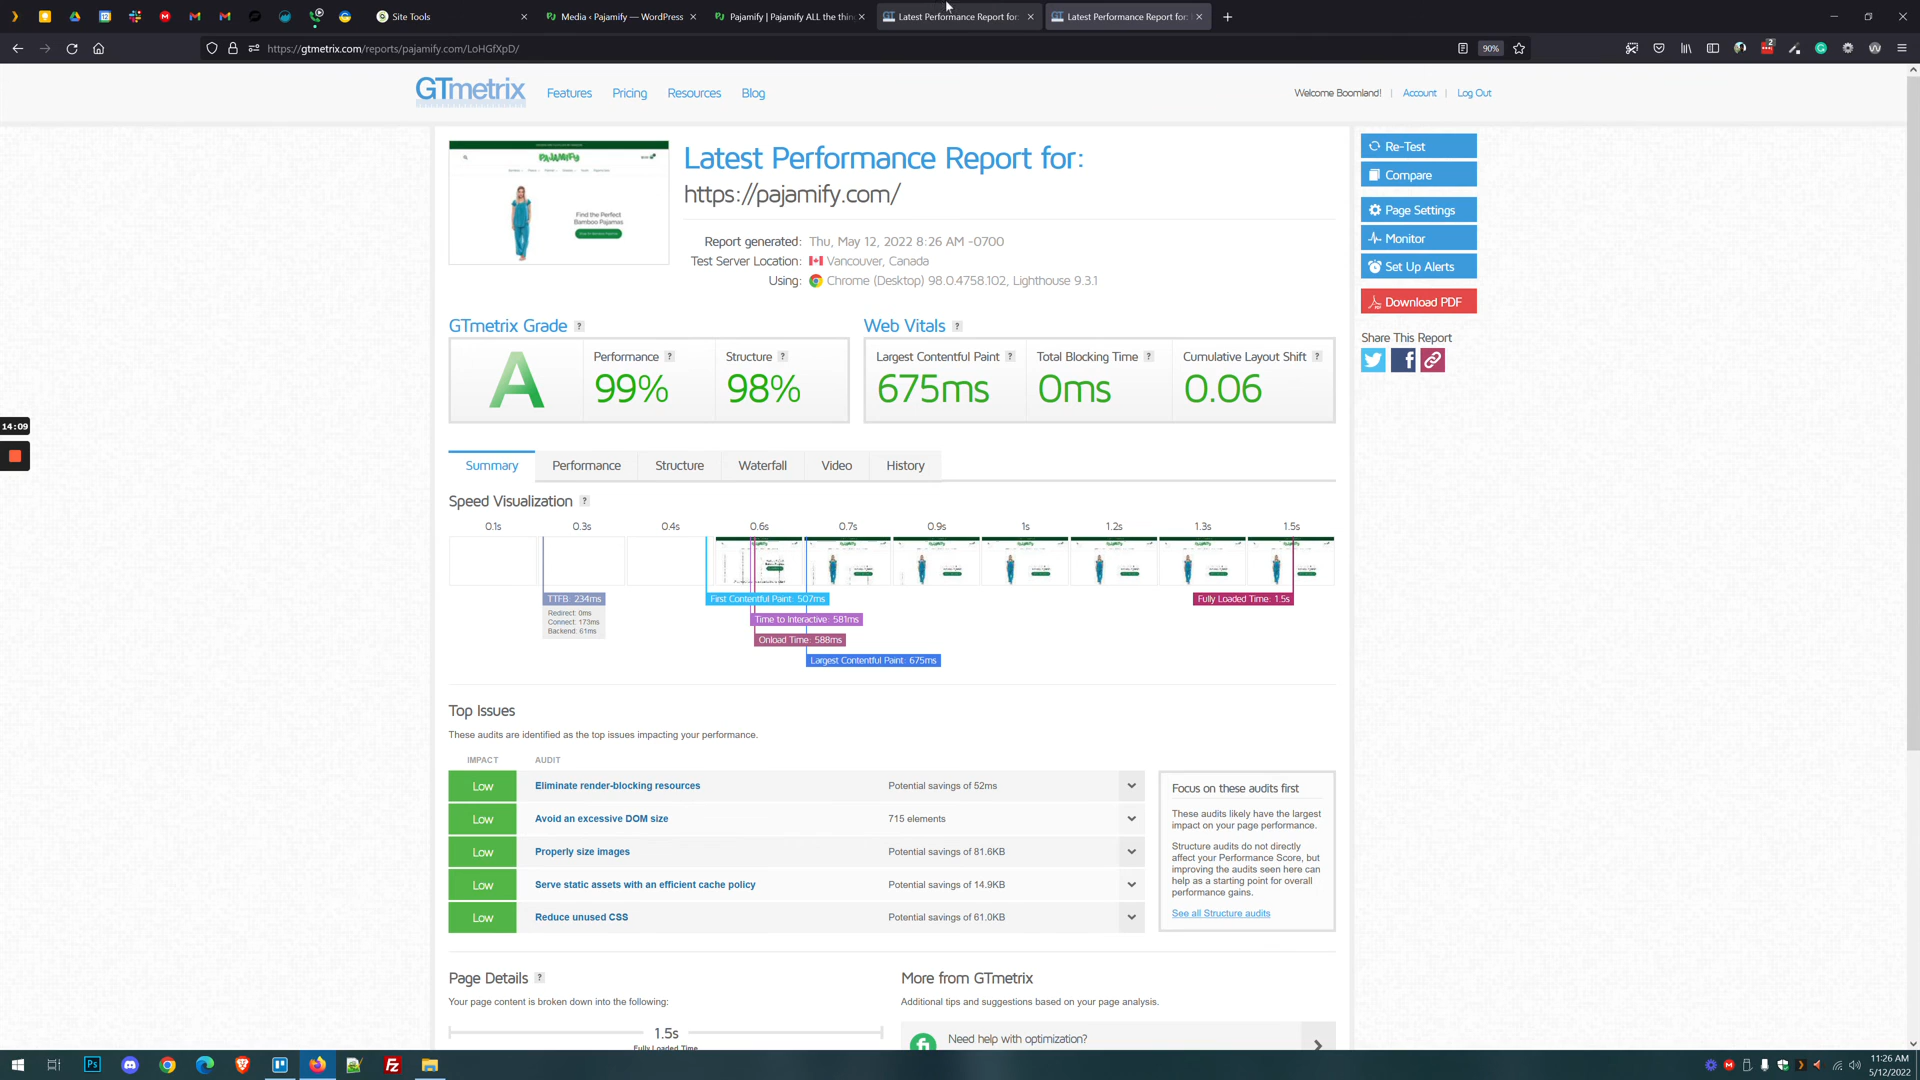 Site Tools
Media ‹ Pajamify — WordPress
Pajamify | Pajamify ALL the thin
Latest Performance Report for:
Latest Performance Report for:
https://gtmetrix.com/reports/pajamify.com/LoHGfXpD/
90%
GTmetrix
Features
Pricing
Resources
Blog
Welcome Boomland!
|
Account
|
Log Out
PAJAMIFY
Find the Perfect
Bamboo Pajamas
Latest Performance Report for:
https://pajamify.com/
Report generated: Thu, May 12, 2022 8:26 AM -0700
Test Server Location: Vancouver, Canada
Using: Chrome (Desktop) 98.0.4758.102, Lighthouse 9.3.1
Re-Test
Compare
Page Settings
Monitor
Set Up Alerts
Download PDF
Share This Report
GTmetrix Grade ?
Web Vitals ?
A
Performance ?
99%
Structure ?
98%
Largest Contentful Paint ?
675ms
Total Blocking Time ?
0ms
Cumulative Layout Shift ?
0.06
14:09
Summary
Performance
Structure
Waterfall
Video
History
Speed Visualization ?
0.1s
0.3s
0.4s
0.6s
0.7s
0.9s
1s
1.2s
1.3s
1.5s
TTFB: 234ms
Redirect: 0ms
Connect: 173ms
Backend: 61ms
First Contentful Paint: 507ms
Time to Interactive: 581ms
Onload Time: 588ms
Largest Contentful Paint: 675ms
Fully Loaded Time: 1.5s
Top Issues
These audits are identified as the top issues impacting your performance.
IMPACT
AUDIT
Low
Eliminate render-blocking resources
Potential savings of 52ms
Low
Avoid an excessive DOM size
715 elements
Low
Properly size images
Potential savings of 81.6KB
Low
Serve static assets with an efficient cache policy
Potential savings of 14.9KB
Low
Reduce unused CSS
Potential savings of 61.0KB
Focus on these audits first
These audits likely have the largest
impact on your page performance.
Structure audits do not directly
affect your Performance Score, but
improving the audits seen here can
help as a starting point for overall
performance gains.
See all Structure audits
Page Details ?
Your page content is broken down into the following:
1.5s
Fully Loaded Time
More from GTmetrix
Additional tips and suggestions based on your page analysis.
Need help with optimization?
11:26 AM
5/12/2022